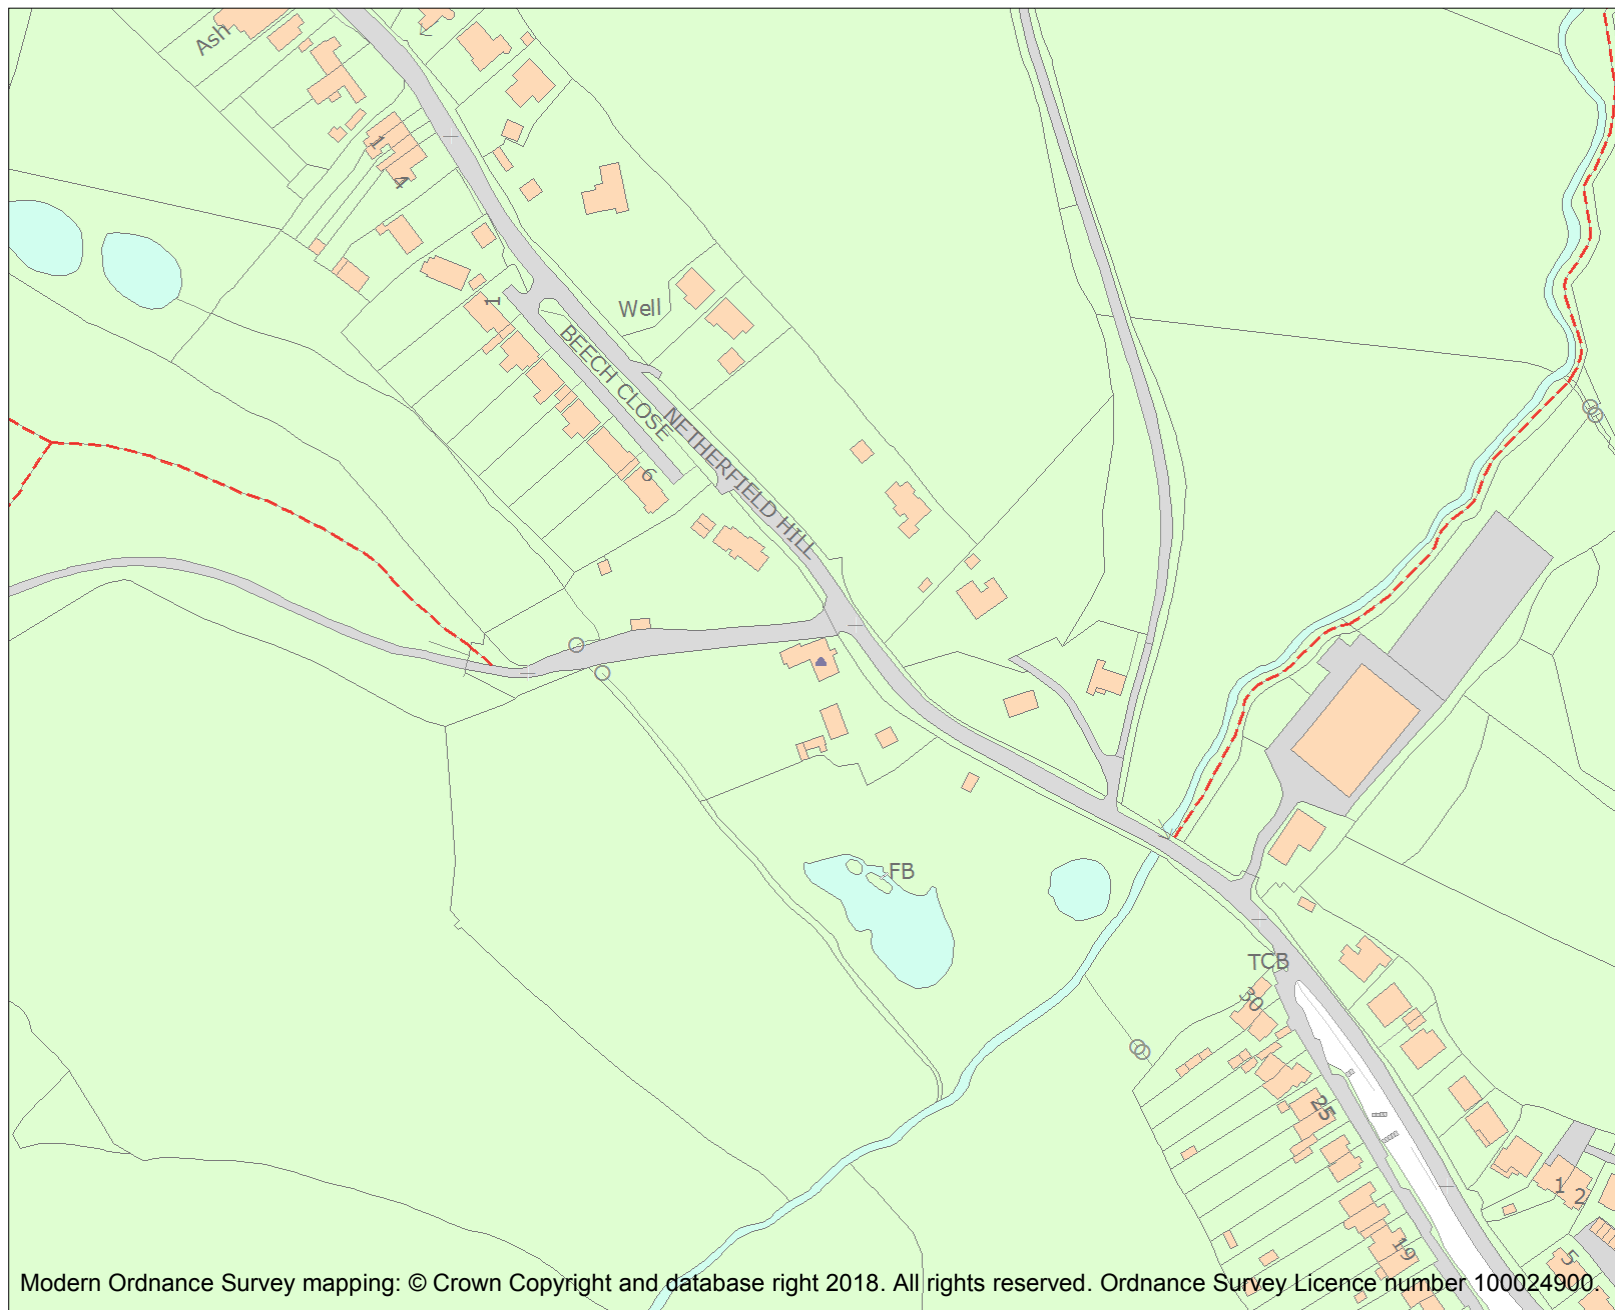 Ash
1
4
1
Well
BEECH CLOSE
NETHERFIELD HILL
6
FB
TCB
30
25
1
2
19
5
Modern Ordnance Survey mapping: © Crown Copyright and database right 2018. All rights reserved. Ordnance Survey Licence number 100024900.